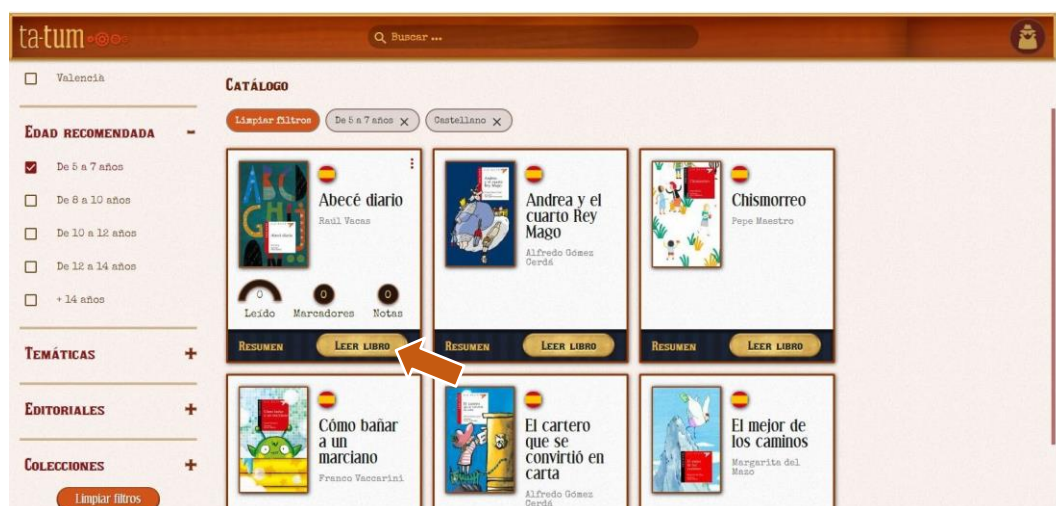 ta-tum
Buscar ...
Valencià
EDAD RECOMENDADA -
De 5 a 7 años
De 8 a 10 años
De 10 a 12 años
De 12 a 14 años
+ 14 años
TEMÁTICAS +
EDITORIALES +
COLECCIONES +
Limpiar filtros
CATÁLOGO
Limpiar filtros
De 5 a 7 años X
Castellano X
Abecé diario
Raúl Vacas
0
Leído
0
Marcadores
0
Notas
RESUMEN
LEER LIBRO
Andrea y el
cuarto Rey
Mago
Alfredo Gómez
Cerdá
RESUMEN
LEER LIBRO
Chismorreo
Pepe Maestro
RESUMEN
LEER LIBRO
Cómo bañar
a un
marciano
Franco Vaccarini
El cartero
que se
convirtió en
carta
Alfredo Gómez
Cerdá
El mejor de
los caminos
Margarita del
Mazo